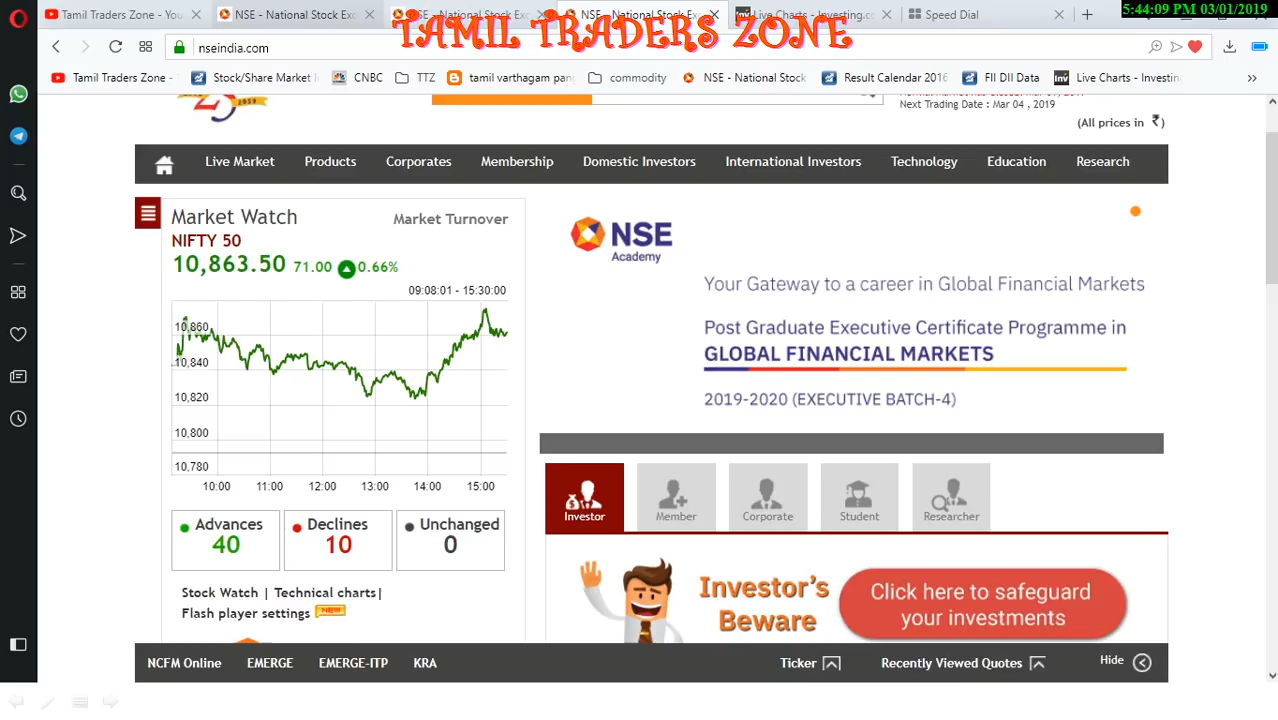 5:44:09 PM 03/01/2019
Tamil Traders Zone - You
NSE - National Stock Exc
NSE - National Stock Exc
NSE - National Stock Exc
Live Charts - Investing.co
Speed Dial
TAMIL TRADERS ZONE
nseindia.com
Tamil Traders Zone -
Stock/Share Market
CNBC
TTZ
tamil varthagam pan
commodity
NSE - National Stock
Result Calendar 2016
FII DII Data
Live Charts - Investin
Next Trading Date : Mar 04 , 2019
(All prices in ₹)
Live Market
Products
Corporates
Membership
Domestic Investors
International Investors
Technology
Education
Research
Market Watch
Market Turnover
NIFTY 50
10,863.50 71.00 0.66%
09:08:01 - 15:30:00
10,860
10,840
10,820
10,800
10,780
10:00 11:00 12:00 13:00 14:00 15:00
Advances
40
Declines
10
Unchanged
0
Stock Watch | Technical charts|
Flash player settings NEW
NSE
Academy
Your Gateway to a career in Global Financial Markets
Post Graduate Executive Certificate Programme in
GLOBAL FINANCIAL MARKETS
2019-2020 (EXECUTIVE BATCH-4)
Investor
Member
Corporate
Student
Researcher
Investor's
Beware
Click here to safeguard
your investments
NCFM Online
EMERGE
EMERGE-ITP
KRA
Ticker
Recently Viewed Quotes
Hide